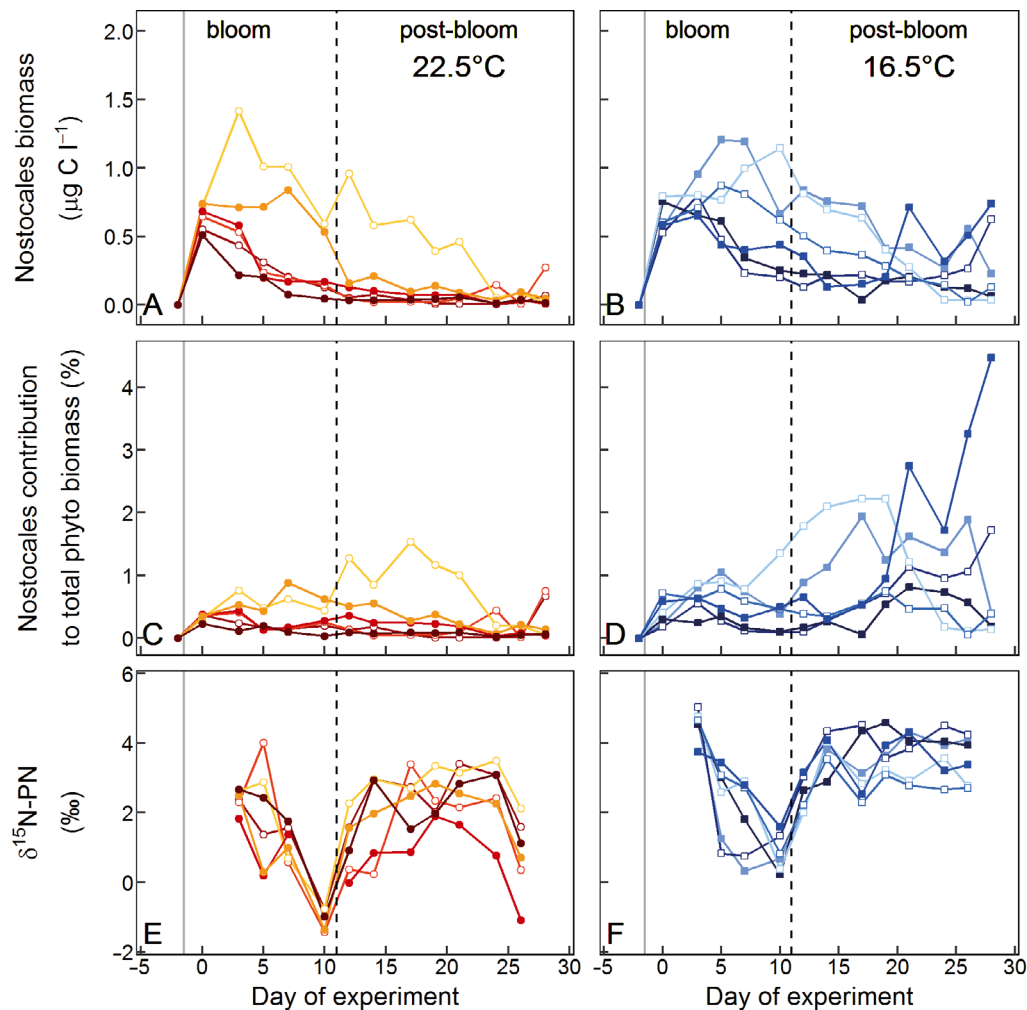 bloom
post-bloom
22.5°C
2.0
1.5
1.0
0.5
0.0
Nostocales biomass
(µg C l⁻¹)
A
bloom
post-bloom
16.5°C
B
4
3
2
1
0
Nostocales contribution
to total phyto biomass (%)
C
D
6
4
2
0
−2
δ¹⁵N-PN
(‰)
E
F
−5 0 5 10 15 20 25 30
Day of experiment
−5 0 5 10 15 20 25 30
Day of experiment